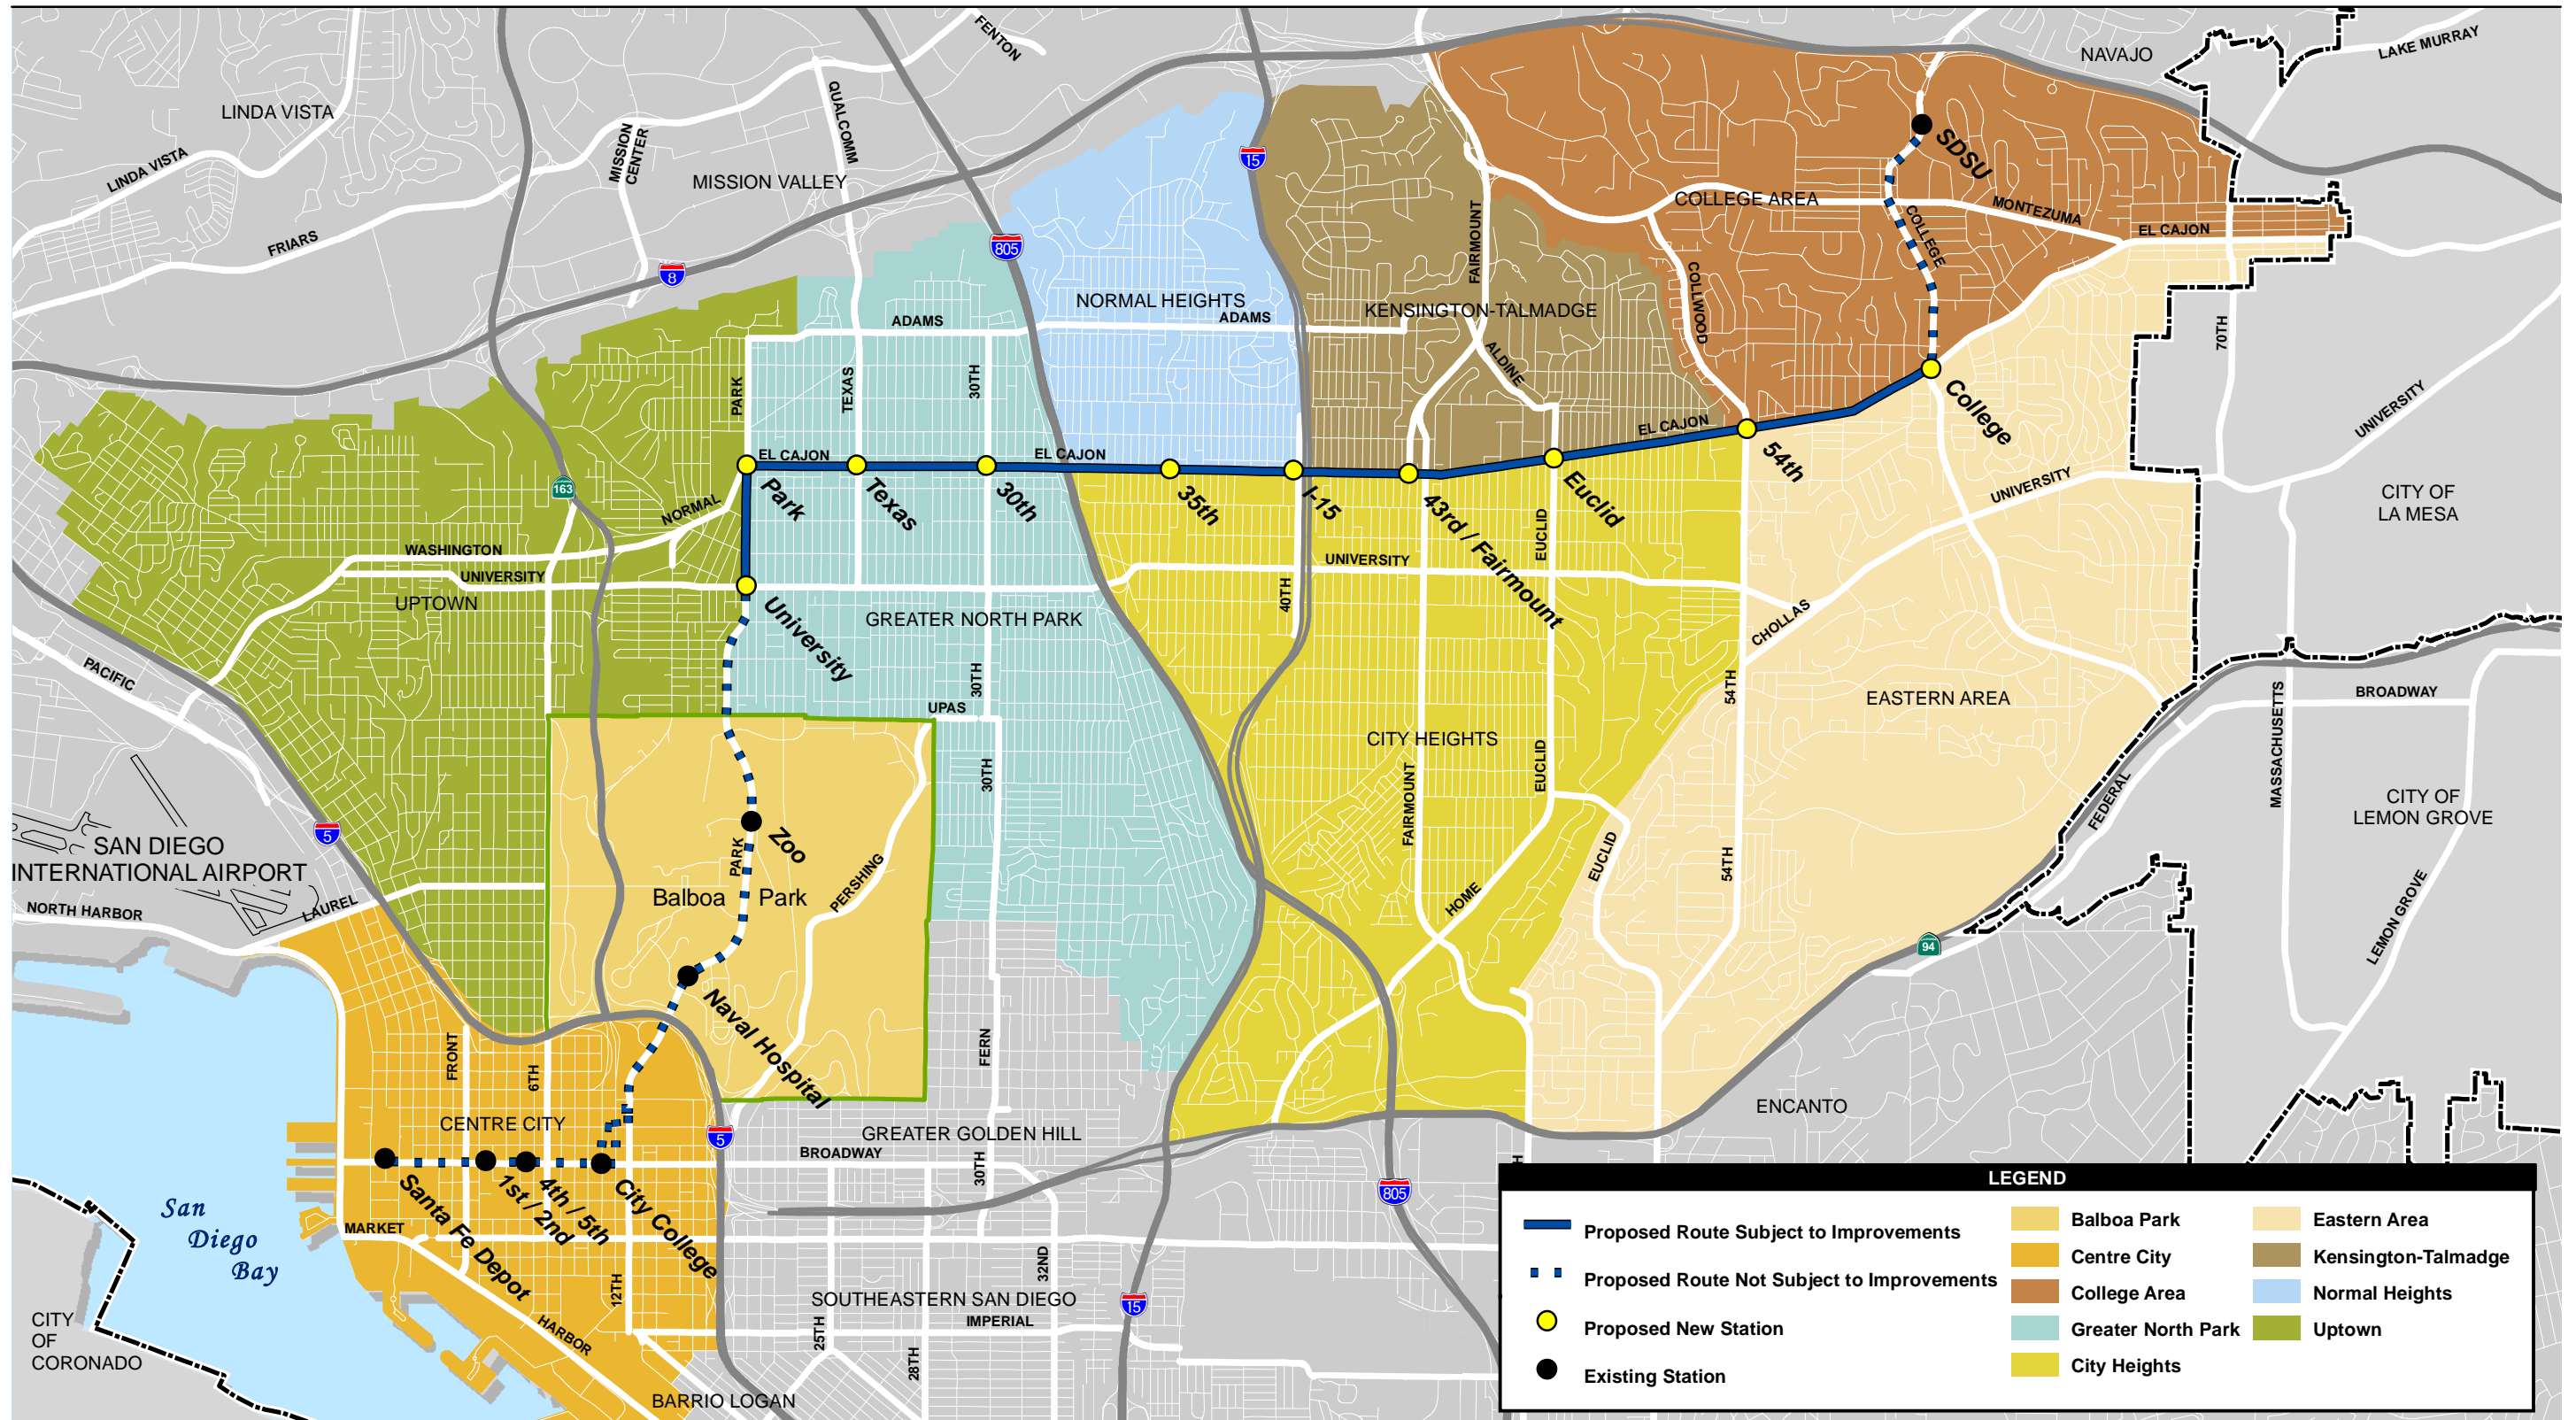 NAVAJO
LAKE MURRAY
FENTON
LINDA VISTA
QUALCOMM
MISSION
CENTER
LINDA VISTA
MISSION VALLEY
15
SDSU
COLLEGE AREA
MONTEZUMA
COLLEGE
EL CAJON
FRIARS
805
8
FAIRMOUNT
COLLWOOD
NORMAL HEIGHTS
ADAMS
ADAMS
KENSINGTON-TALMADGE
ALDINE
70TH
PARK
TEXAS
30TH
UNIVERSITY
College
EL CAJON
EL CAJON
EL CAJON
54th
Park
Texas
30th
35th
I-15
43rd / Fairmount
Euclid
163
NORMAL
UNIVERSITY
CITY OF
LA MESA
WASHINGTON
UNIVERSITY
UNIVERSITY
EUCLID
UPTOWN
University
GREATER NORTH PARK
40TH
CHOLLAS
PACIFIC
30TH
54TH
EASTERN AREA
MASSACHUSETTS
BROADWAY
UPAS
CITY HEIGHTS
30TH
FAIRMOUNT
EUCLID
FEDERAL
CITY OF
LEMON GROVE
5
SAN DIEGO
INTERNATIONAL AIRPORT
Zoo
PARK
Balboa Park
PERSHING
EUCLID
54TH
HOME
LEMON GROVE
NORTH HARBOR
LAUREL
94
Naval Hospital
FRONT
6TH
FERN
CENTRE CITY
5
GREATER GOLDEN HILL
ENCANTO
BROADWAY
30TH
H
Santa Fe Depot
1st / 2nd
4th / 5th
City College
805
San
Diego
Bay
MARKET
32ND
12TH
HARBOR
SOUTHEASTERN SAN DIEGO
IMPERIAL
15
25TH
28TH
CITY
OF
CORONADO
BARRIO LOGAN
LEGEND
Proposed Route Subject to Improvements
Proposed Route Not Subject to Improvements
Proposed New Station
Existing Station
Balboa Park
Centre City
College Area
Greater North Park
City Heights
Eastern Area
Kensington-Talmadge
Normal Heights
Uptown